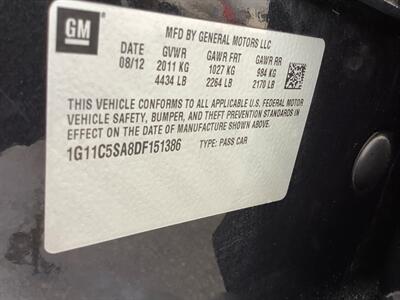 GM
MFD BY GENERAL MOTORS LLC
DATE GVWR GAWR FRT GAWR RR
08/12 2011 KG 1027 KG 984 KG
4434 LB 2264 LB 2170 LB
THIS VEHICLE CONFORMS TO ALL APPLICABLE U.S. FEDERAL MOTOR
VEHICLE SAFETY, BUMPER, AND THEFT PREVENTION STANDARDS IN
EFFECT ON THE DATE OF MANUFACTURE SHOWN ABOVE.
1G11C5SA8DF151386 TYPE: PASS CAR